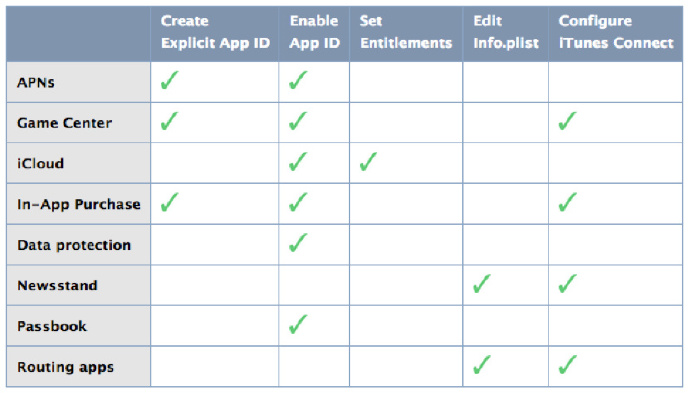 Create Enable Set Edit Configure
Explicit App ID App ID Entitlements Info.plist iTunes Connect
APNs ✓ ✓
Game Center ✓ ✓ ✓
iCloud ✓ ✓
In-App Purchase ✓ ✓ ✓
Data protection ✓
Newsstand ✓ ✓
Passbook ✓
Routing apps ✓ ✓